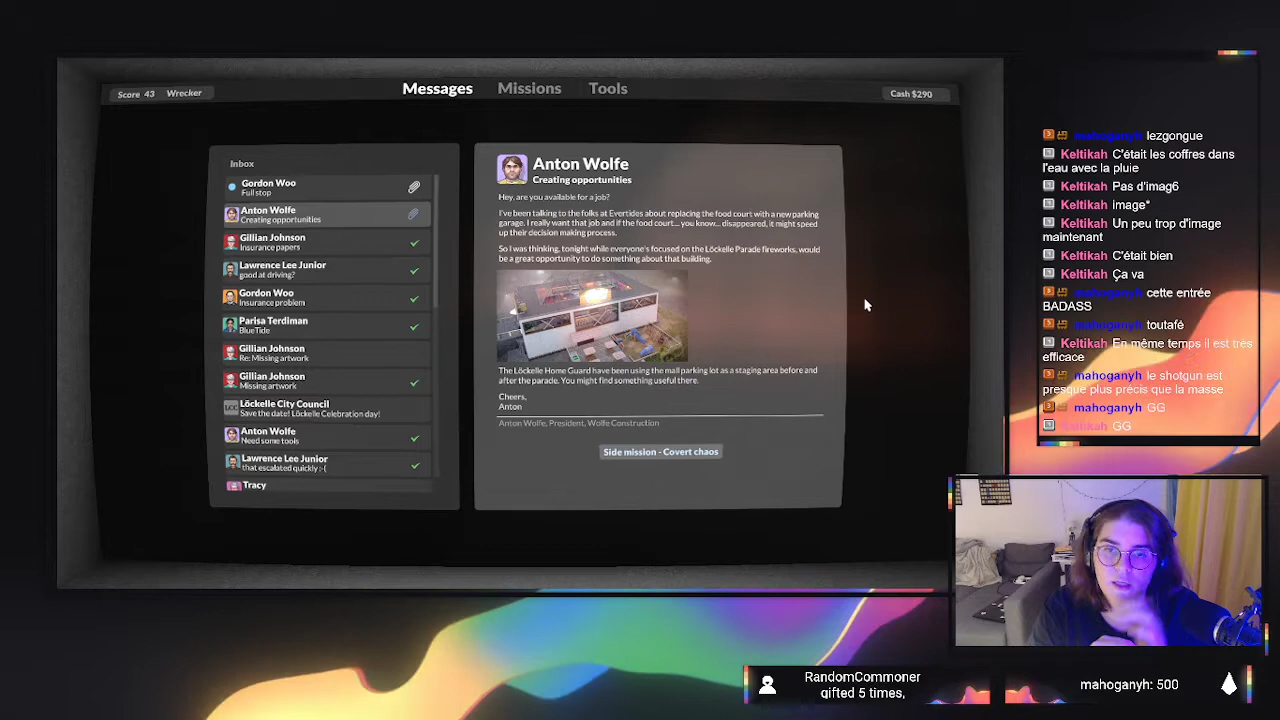 Score 43 Wrecker
Messages Missions Tools
Cash $290
Inbox
Gordon Woo
Full stop
Anton Wolfe
Creating opportunities
Gillian Johnson
Insurance papers
Lawrence Lee Junior
good at driving?
Gordon Woo
Insurance problem
Parisa Terdiman
BlueTide
Gillian Johnson
Re: Missing artwork
Gillian Johnson
Missing artwork
LCC
Löckelle City Council
Save the date! Löckelle Celebration day!
Anton Wolfe
Need some tools
Lawrence Lee Junior
that escalated quickly :-(
Tracy
Anton Wolfe
Creating opportunities
Hey, are you available for a job?
I've been talking to the folks at Evertides about replacing the food court with a new parking
garage. I really want that job and if the food court... you know... disappeared, it might speed
up their decision making process.
So I was thinking, tonight while everyone's focused on the Löckelle Parade fireworks, would
be a great opportunity to do something about that building.
The Löckelle Home Guard have been using the mall parking lot as a staging area before and
after the parade. You might find something useful there.
Cheers,
Anton
Anton Wolfe, President, Wolfe Construction
Side mission - Covert chaos
mahoganyh lezgongue
Keltikah C'était les coffres dans
l'eau avec la pluie
Keltikah Pas d'imag6
Keltikah image*
Keltikah Un peu trop d'image
maintenant
Keltikah C'était bien
Keltikah Ça va
mahoganyh cette entrée
BADASS
mahoganyh toutafé
Keltikah En même temps il est tres
efficace
mahoganyh le shotgun est
presque plus précis que la masse
mahoganyh GG
Keltikah GG
RandomCommoner
gifted 5 times,
mahoganyh: 500